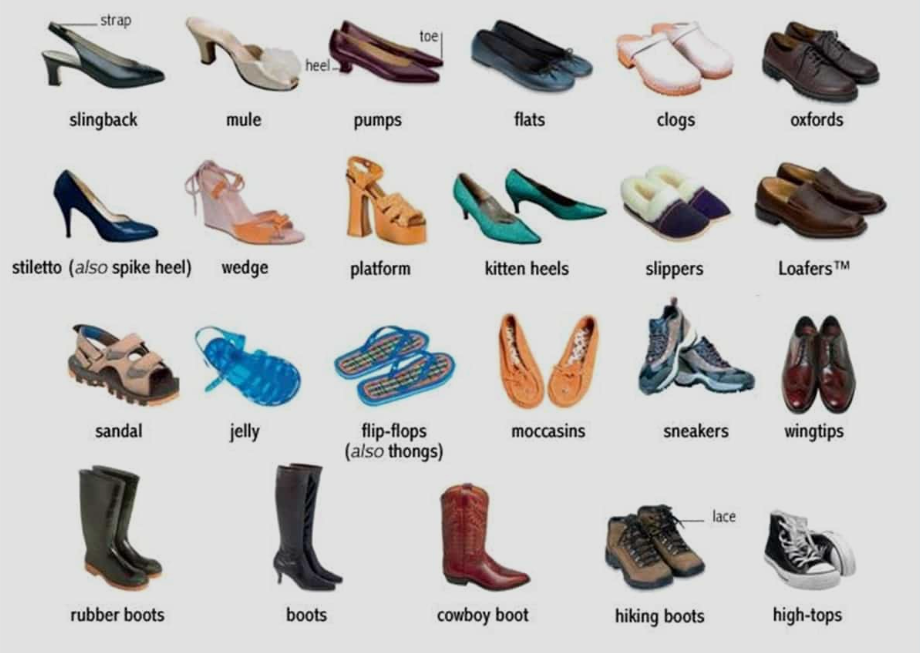 strap
toe
heel
slingback mule pumps flats clogs oxfords
stiletto (also spike heel) wedge platform kitten heels slippers Loafers™
sandal jelly flip-flops moccasins sneakers wingtips
(also thongs)
lace
rubber boots boots cowboy boot hiking boots high-tops